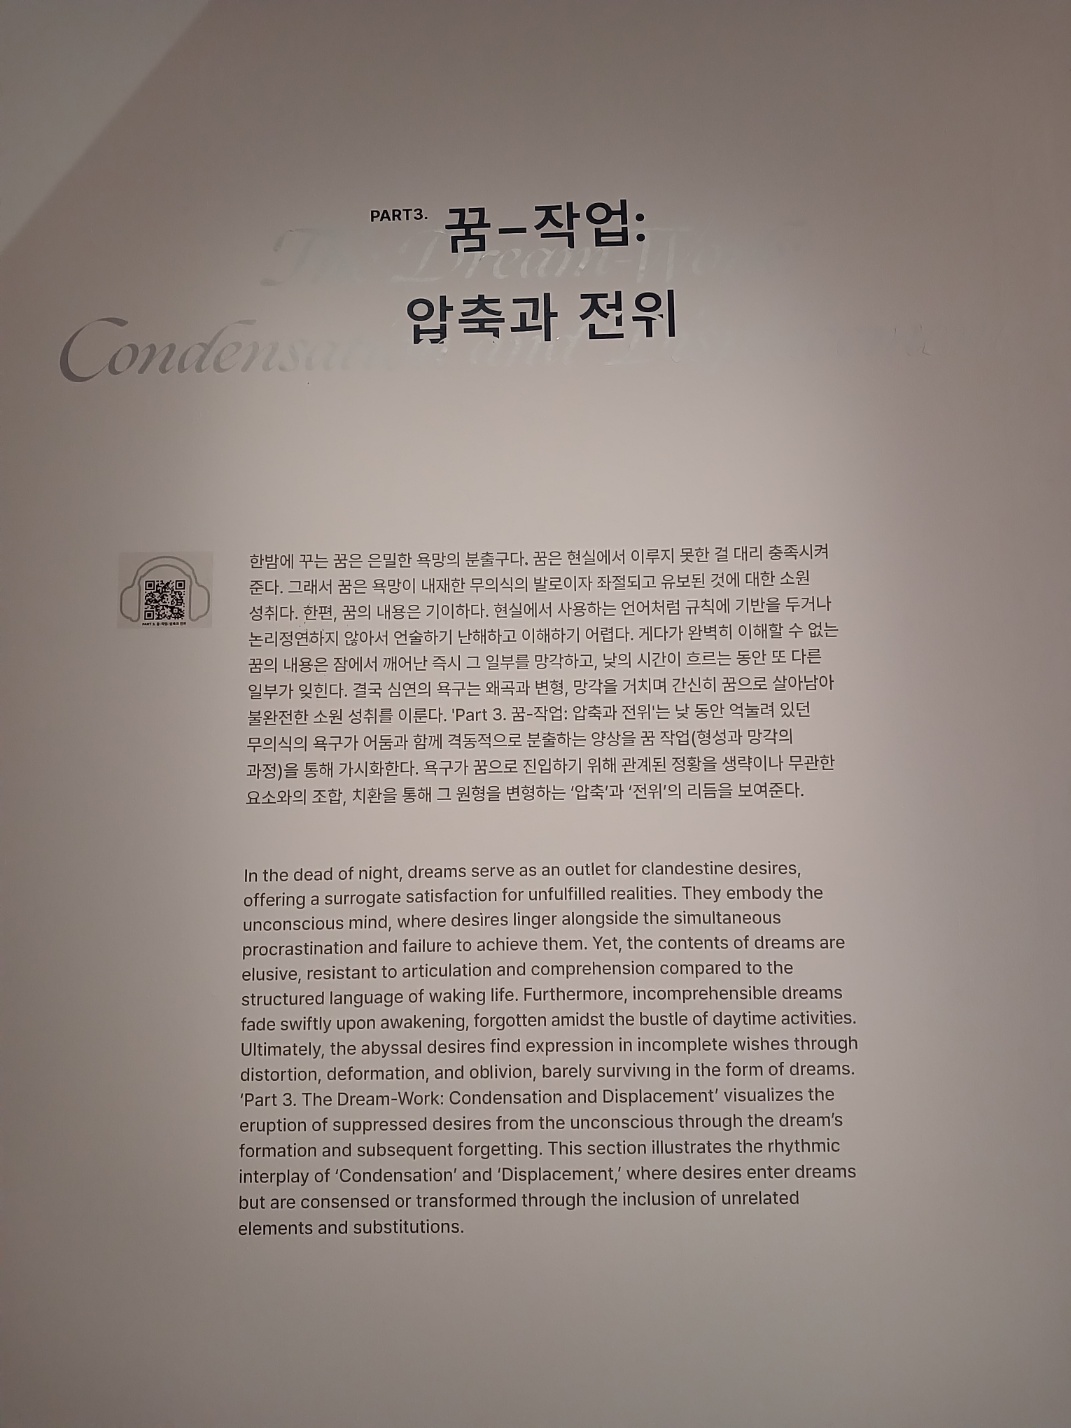 PART3. 꿈–작업:
The Dream-Work:
압축과 전위
한밤에 꾸는 꿈은 은밀한 욕망의 분출구다. 꿈은 현실에서 이루지 못한 걸 대리 충족시켜
준다. 그래서 꿈은 욕망이 내재한 무의식의 발로이자 좌절되고 유보된 것에 대한 소원
성취다. 한편, 꿈의 내용은 기이하다. 현실에서 사용하는 언어처럼 규칙에 기반을 두거나
논리정연하지 않아서 언술하기 난해하고 이해하기 어렵다. 게다가 완벽히 이해할 수 없는
꿈의 내용은 잠에서 깨어난 즉시 그 일부를 망각하고, 낮의 시간이 흐르는 동안 또 다른
일부가 잊힌다. 결국 심연의 욕구는 왜곡과 변형, 망각을 거치며 간신히 꿈으로 살아남아
불완전한 소원 성취를 이룬다. 'Part 3. 꿈-작업: 압축과 전위'는 낮 동안 억눌려 있던
무의식의 욕구가 어둠과 함께 격동적으로 분출하는 양상을 꿈 작업(형성과 망각의
과정)을 통해 가시화한다. 욕구가 꿈으로 진입하기 위해 관계된 정황을 생략이나 무관한
요소와의 조합, 치환을 통해 그 원형을 변형하는 ‘압축’과 ‘전위’의 리듬을 보여준다.
In the dead of night, dreams serve as an outlet for clandestine desires,
offering a surrogate satisfaction for unfulfilled realities. They embody the
unconscious mind, where desires linger alongside the simultaneous
procrastination and failure to achieve them. Yet, the contents of dreams are
elusive, resistant to articulation and comprehension compared to the
structured language of waking life. Furthermore, incomprehensible dreams
fade swiftly upon awakening, forgotten amidst the bustle of daytime activities.
Ultimately, the abyssal desires find expression in incomplete wishes through
distortion, deformation, and oblivion, barely surviving in the form of dreams.
‘Part 3. The Dream-Work: Condensation and Displacement’ visualizes the
eruption of suppressed desires from the unconscious through the dream’s
formation and subsequent forgetting. This section illustrates the rhythmic
interplay of ‘Condensation’ and ‘Displacement,’ where desires enter dreams
but are consensed or transformed through the inclusion of unrelated
elements and substitutions.